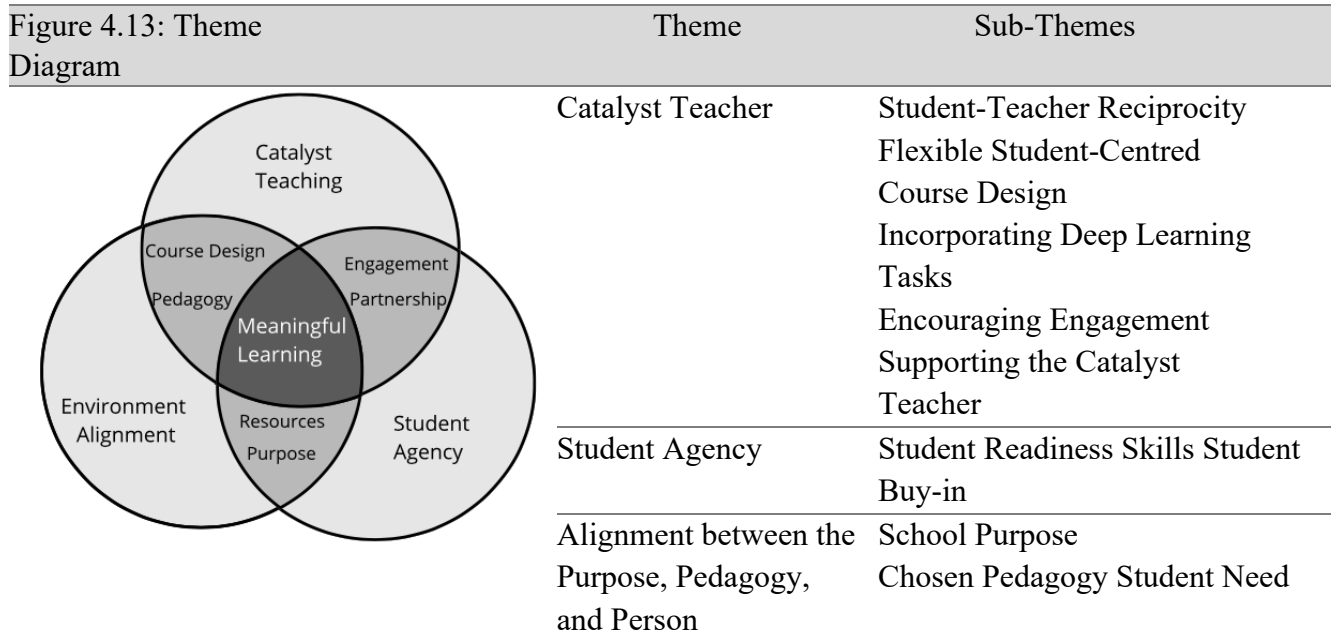 Figure 4.13: Theme
Diagram
Theme
Sub-Themes
Catalyst
Teaching
Course Design
Pedagogy
Engagement
Partnership
Meaningful
Learning
Environment
Alignment
Resources
Purpose
Student
Agency
Catalyst Teacher
Student-Teacher Reciprocity
Flexible Student-Centred
Course Design
Incorporating Deep Learning
Tasks
Encouraging Engagement
Supporting the Catalyst
Teacher
Student Agency
Student Readiness Skills Student
Buy-in
Alignment between the
Purpose, Pedagogy,
and Person
School Purpose
Chosen Pedagogy Student Need